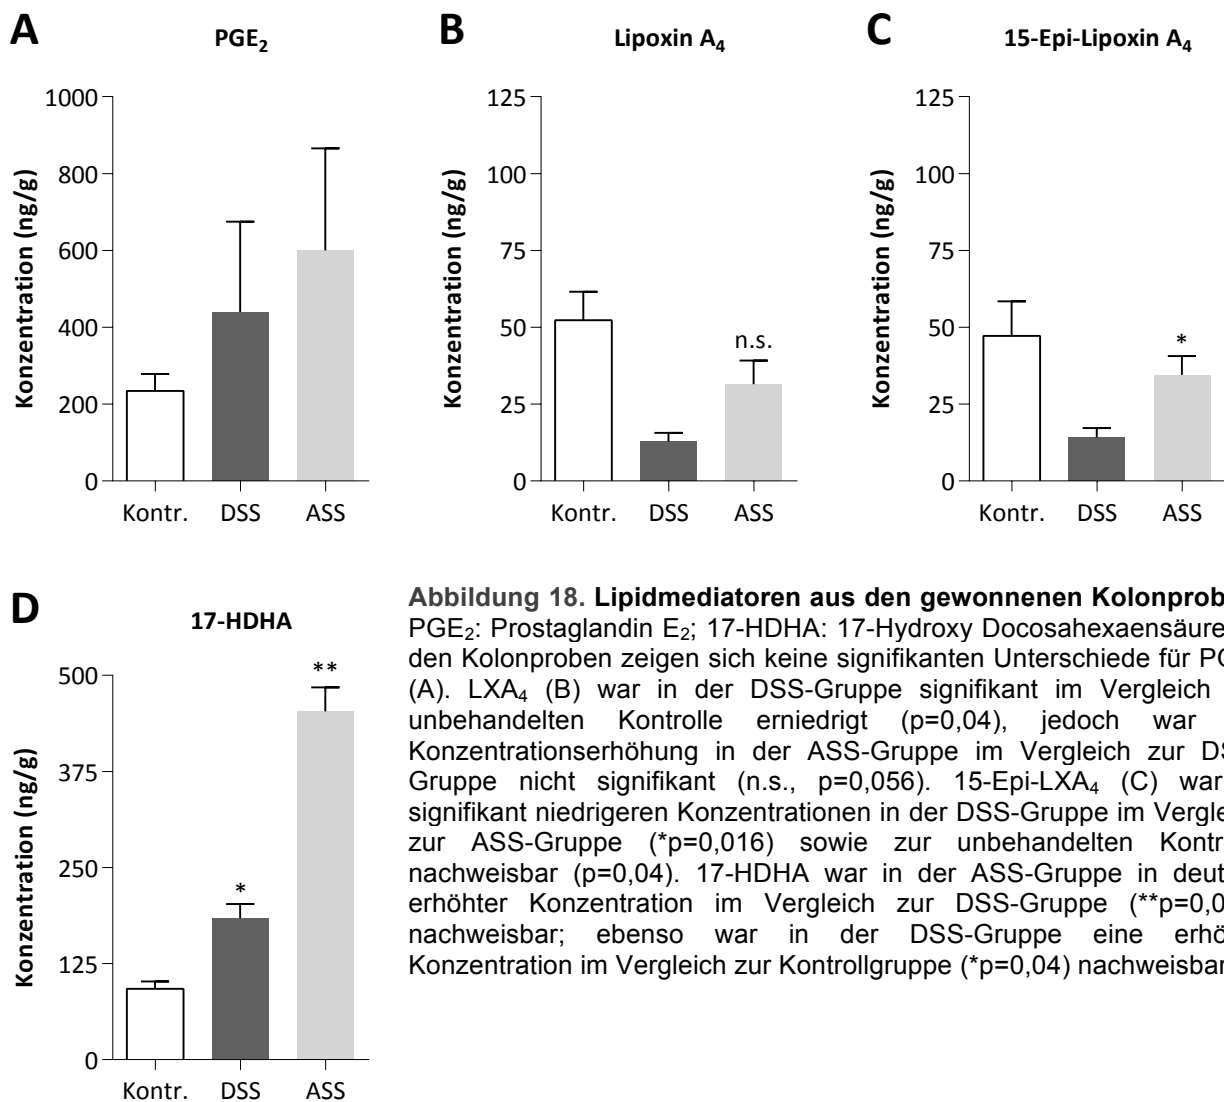 A
PGE₂
Konzentration (ng/g)
1000
800
600
400
200
0
Kontr. DSS ASS
B
Lipoxin A₄
Konzentration (ng/g)
125
100
75
50
25
0
n.s.
Kontr. DSS ASS
C
15-Epi-Lipoxin A₄
Konzentration (ng/g)
125
100
75
50
25
0
*
Kontr. DSS ASS
D
17-HDHA
Konzentration (ng/g)
500
375
250
125
0
*
**
Kontr. DSS ASS
Abbildung 18. Lipidmediatoren aus den gewonnenen Kolonprob
PGE₂: Prostaglandin E₂; 17-HDHA: 17-Hydroxy Docosahexaensäure
den Kolonproben zeigen sich keine signifikanten Unterschiede für
(A). LXA₄ (B) war in der DSS-Gruppe signifikant im Vergleich
unbehandelten Kontrolle erniedrigt (p=0,04), jedoch war
Konzentrationserhöhung in der ASS-Gruppe im Vergleich zur
Gruppe nicht signifikant (n.s., p=0,056). 15-Epi-LXA₄ (C) war
signifikant niedrigeren Konzentrationen in der DSS-Gruppe im Vergle
zur ASS-Gruppe (*p=0,016) sowie zur unbehandelten Kontr
nachweisbar (p=0,04). 17-HDHA war in der ASS-Gruppe in deut
erhöhter Konzentration im Vergleich zur DSS-Gruppe (**p=0,0
nachweisbar; ebenso war in der DSS-Gruppe eine erhö
Konzentration im Vergleich zur Kontrollgruppe (*p=0,04) nachweisbar